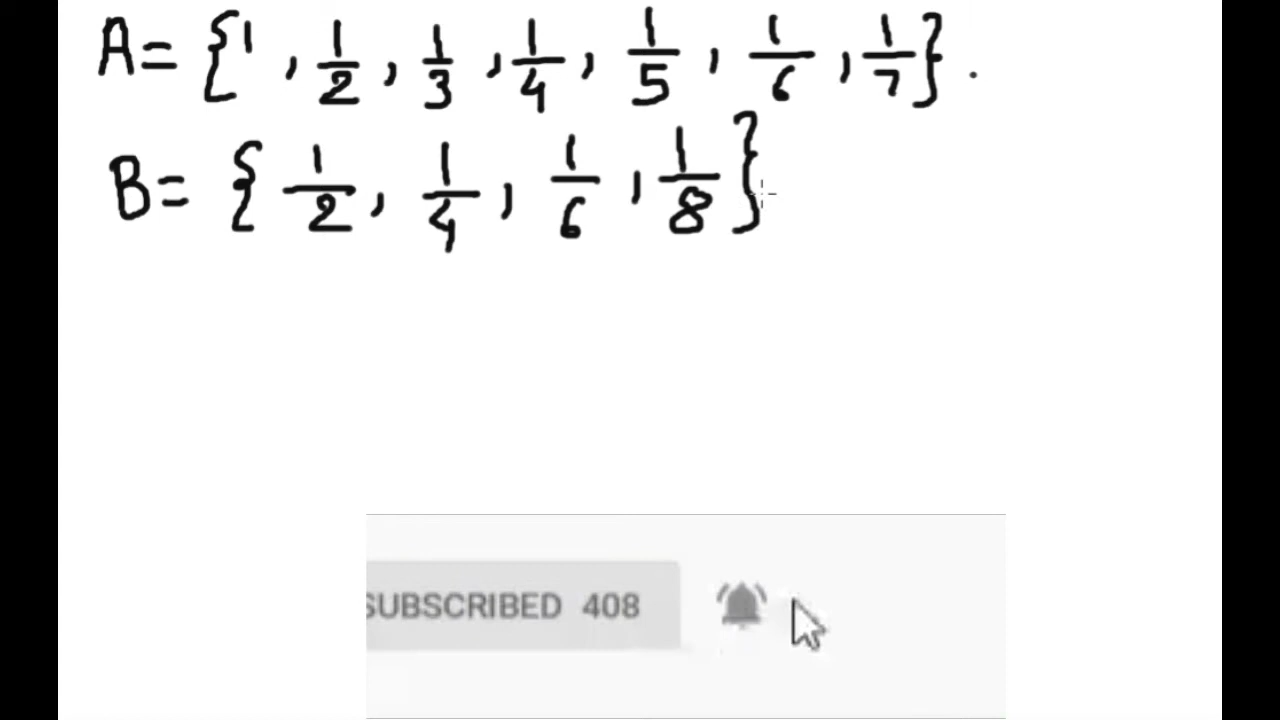 A = {1, 1/2, 1/3, 1/4, 1/5, 1/6, 1/7}.
B = {1/2, 1/4, 1/6, 1/8}
SUBSCRIBED 408